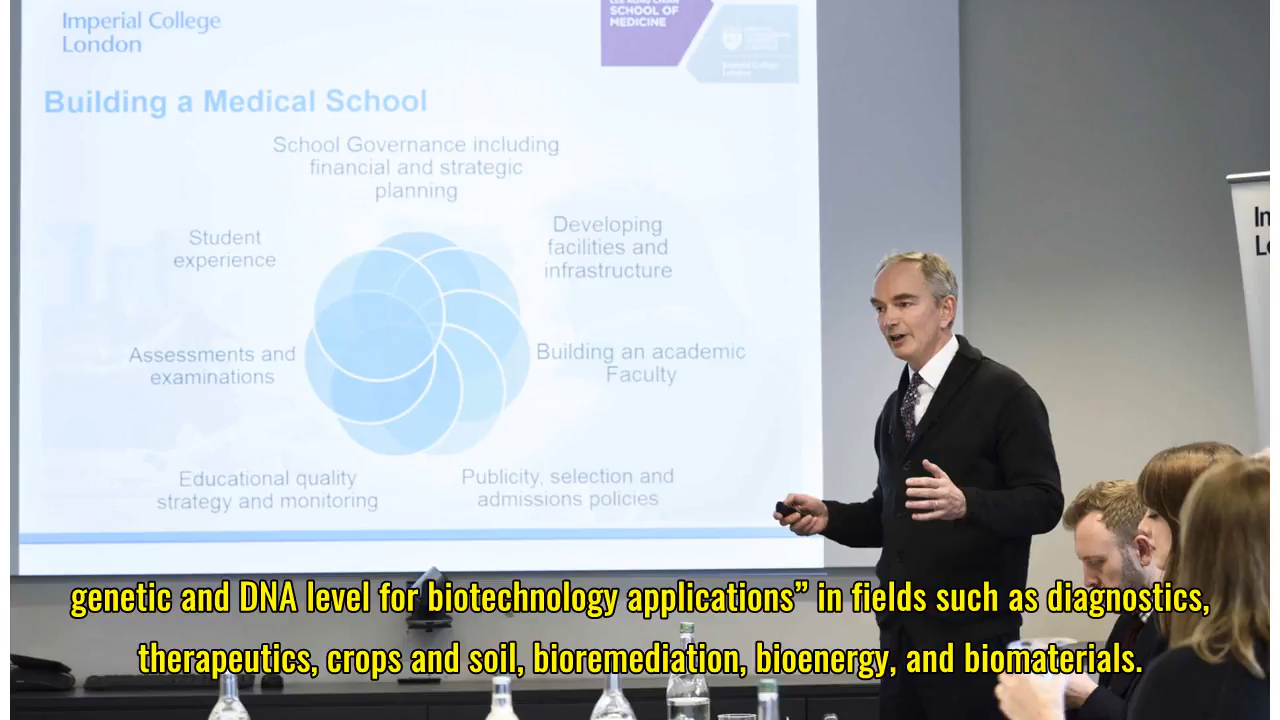 Imperial College
London
SCHOOL OF
MEDICINE
Building a Medical School
School Governance including
financial and strategic
planning
Developing
facilities and
infrastructure
Student
experience
Building an academic
Faculty
Assessments and
examinations
Educational quality
strategy and monitoring
Publicity, selection and
admissions policies
genetic and DNA level for biotechnology applications” in fields such as diagnostics,
therapeutics, crops and soil, bioremediation, bioenergy, and biomaterials.